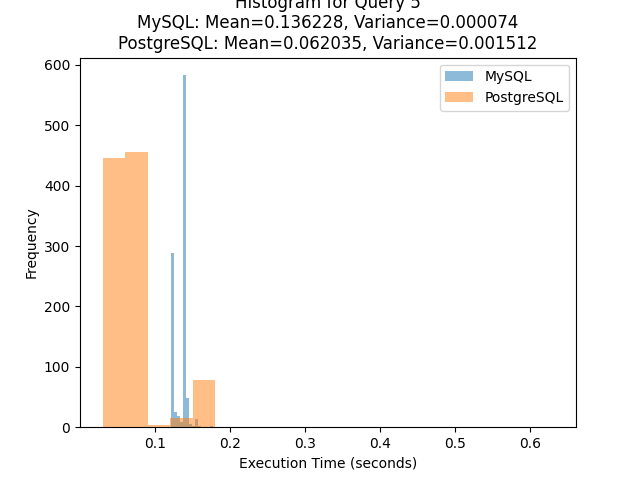 Histogram for Query 5
MySQL: Mean=0.136228, Variance=0.000074
PostgreSQL: Mean=0.062035, Variance=0.001512
MySQL
PostgreSQL
600
500
400
300
200
100
0
Frequency
0.1 0.2 0.3 0.4 0.5 0.6
Execution Time (seconds)